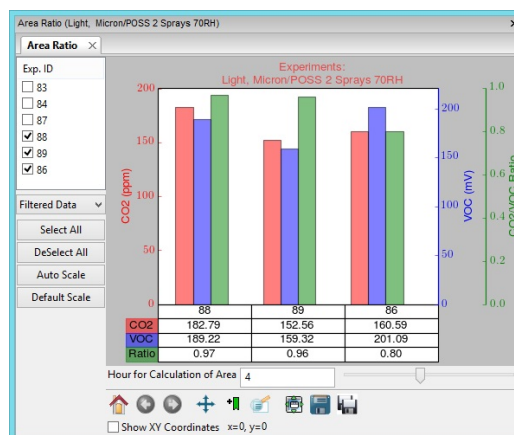 Area Ratio (Light, Micron/POSS 2 Sprays 70RH)
Area Ratio
Exp. ID
83
84
87
88
89
86
Filtered Data
Select All
DeSelect All
Auto Scale
Default Scale
Experiments:
Light, Micron/POSS 2 Sprays 70RH
CO2 (ppm)
200
150
100
50
0
VOC (mV)
200
150
100
50
0
CO2/VOC Ratio
1.0
0.8
0.6
0.4
0.2
0.0
88 89 86
CO2 182.79 152.56 160.59
VOC 189.22 159.32 201.09
Ratio 0.97 0.96 0.80
Hour for Calculation of Area 4
Show XY Coordinates x=0, y=0